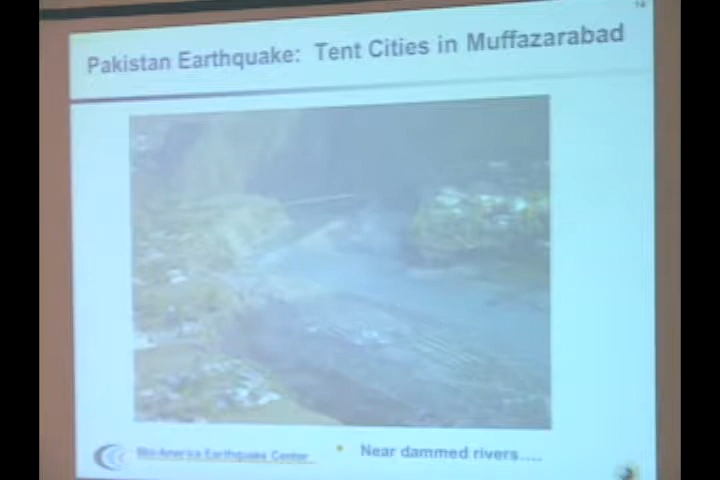 Pakistan Earthquake: Tent Cities in Muffazarabad
Mid-America Earthquake Center
Near dammed rivers....